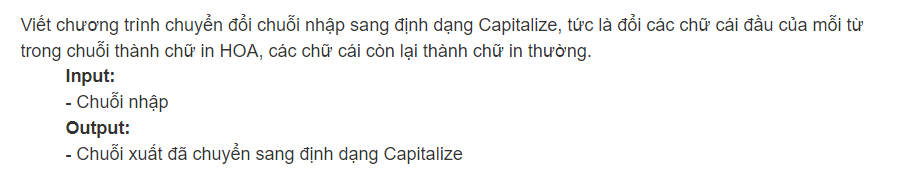 Viết chương trình chuyển đổi chuỗi nhập sang định dạng Capitalize, tức là đổi các chữ cái đầu của mỗi từ
trong chuỗi thành chữ in HOA, các chữ cái còn lại thành chữ in thường.
Input:
- Chuỗi nhập
Output:
- Chuỗi xuất đã chuyển sang định dạng Capitalize